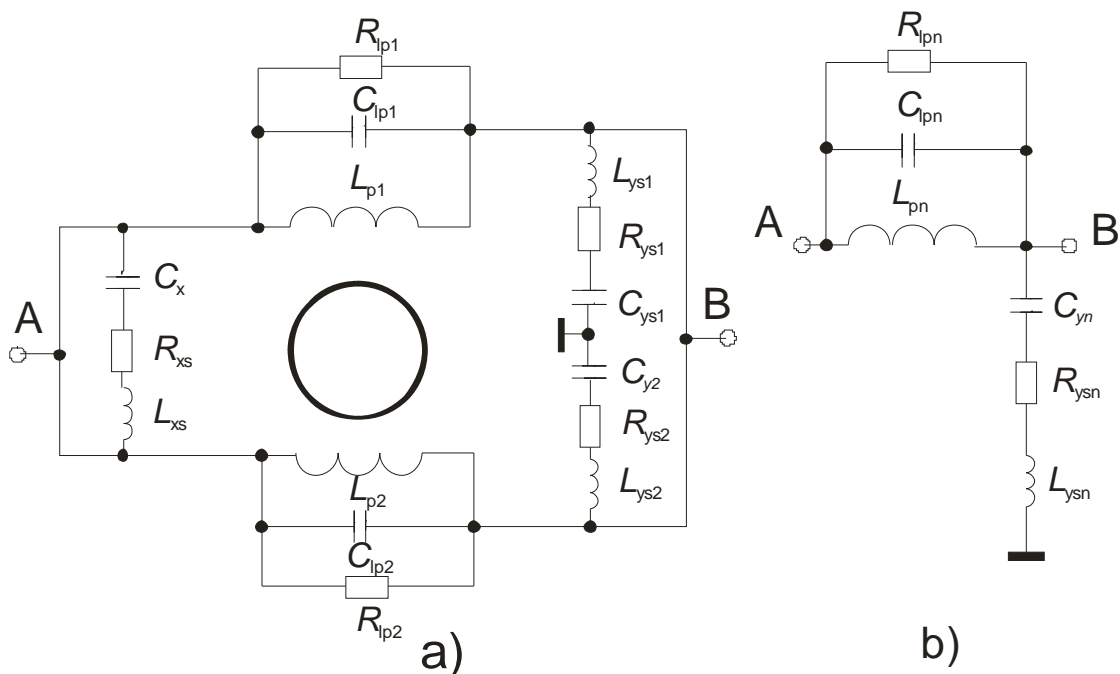 R_lp1
C_lp1
L_p1
A
C_x
R_xs
L_xs
L_ys1
R_ys1
C_ys1
B
C_y2
R_ys2
L_ys2
L_p2
C_lp2
R_lp2
a)
R_lpn
C_lpn
L_pn
A
B
C_yn
R_ysn
L_ysn
b)